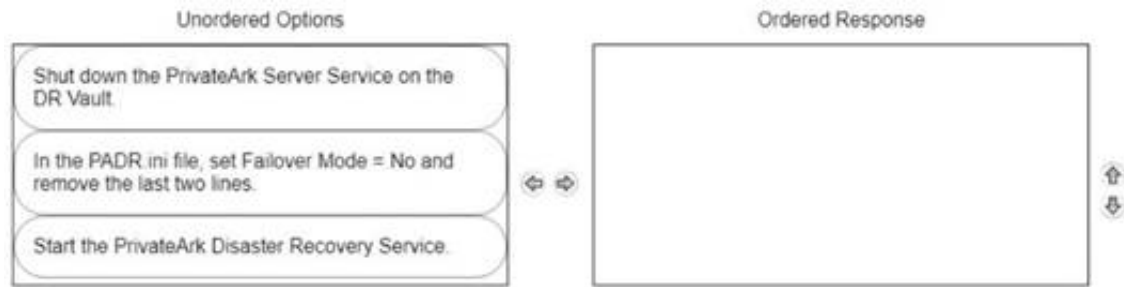 Unordered Options
Ordered Response
Shut down the PrivateArk Server Service on the
DR Vault.
In the PADR.ini file, set Failover Mode = No and
remove the last two lines.
Start the PrivateArk Disaster Recovery Service.